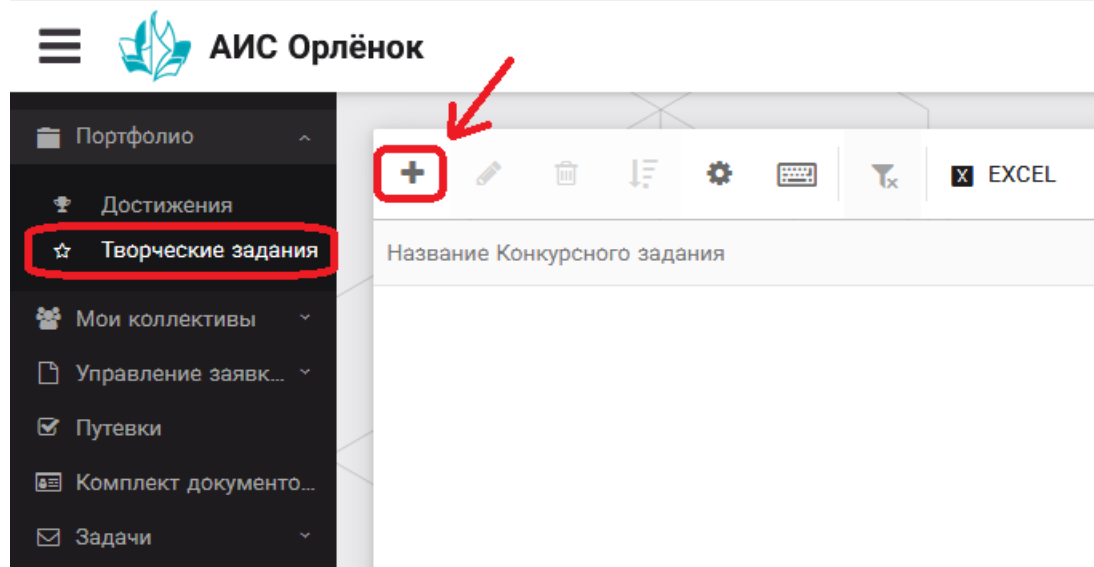 АИС Орлёнок
Портфолио
Достижения
Творческие задания
Мои коллективы
Управление заявк...
Путевки
Комплект документо...
Задачи
X EXCEL
Название Конкурсного задания